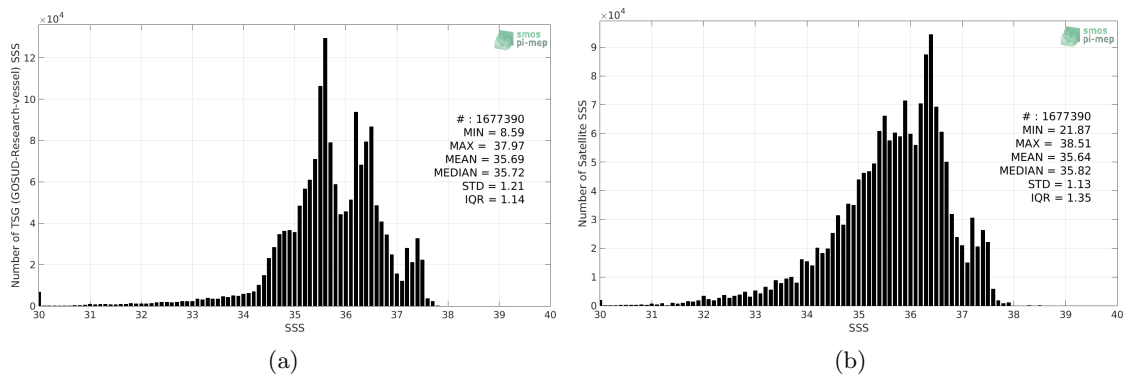 ×10⁴
smos
pi-mep
Number of TSG (GOSUD-Research-vessel) SSS
12
10
8
6
4
2
0
# : 1677390
MIN = 8.59
MAX = 37.97
MEAN = 35.69
MEDIAN = 35.72
STD = 1.21
IQR = 1.14
30 31 32 33 34 35 36 37 38 39 40
SSS
(a)
×10⁴
smos
pi-mep
Number of Satellite SSS
9
8
7
6
5
4
3
2
1
0
# : 1677390
MIN = 21.87
MAX = 38.51
MEAN = 35.64
MEDIAN = 35.82
STD = 1.13
IQR = 1.35
30 31 32 33 34 35 36 37 38 39 40
SSS
(b)